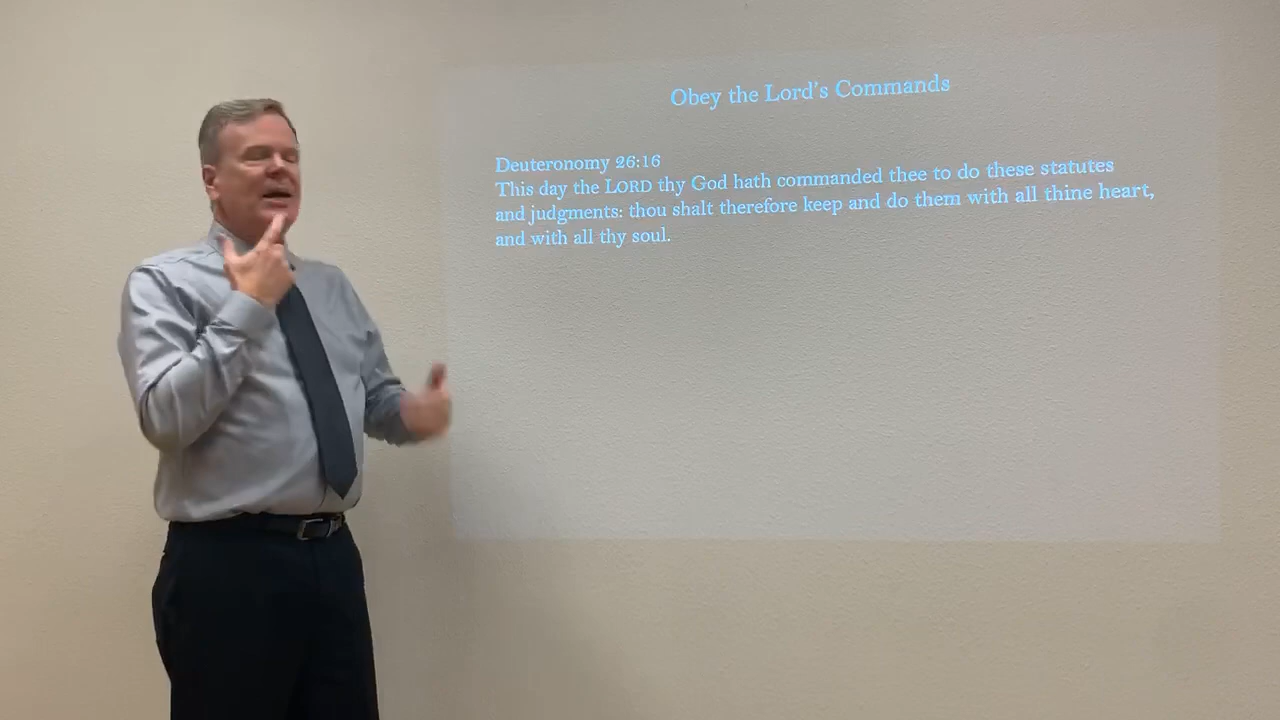 Obey the Lord's Commands
Deuteronomy 26:16
This day the LORD thy God hath commanded thee to do these statutes
and judgments: thou shalt therefore keep and do them with all thine heart,
and with all thy soul.